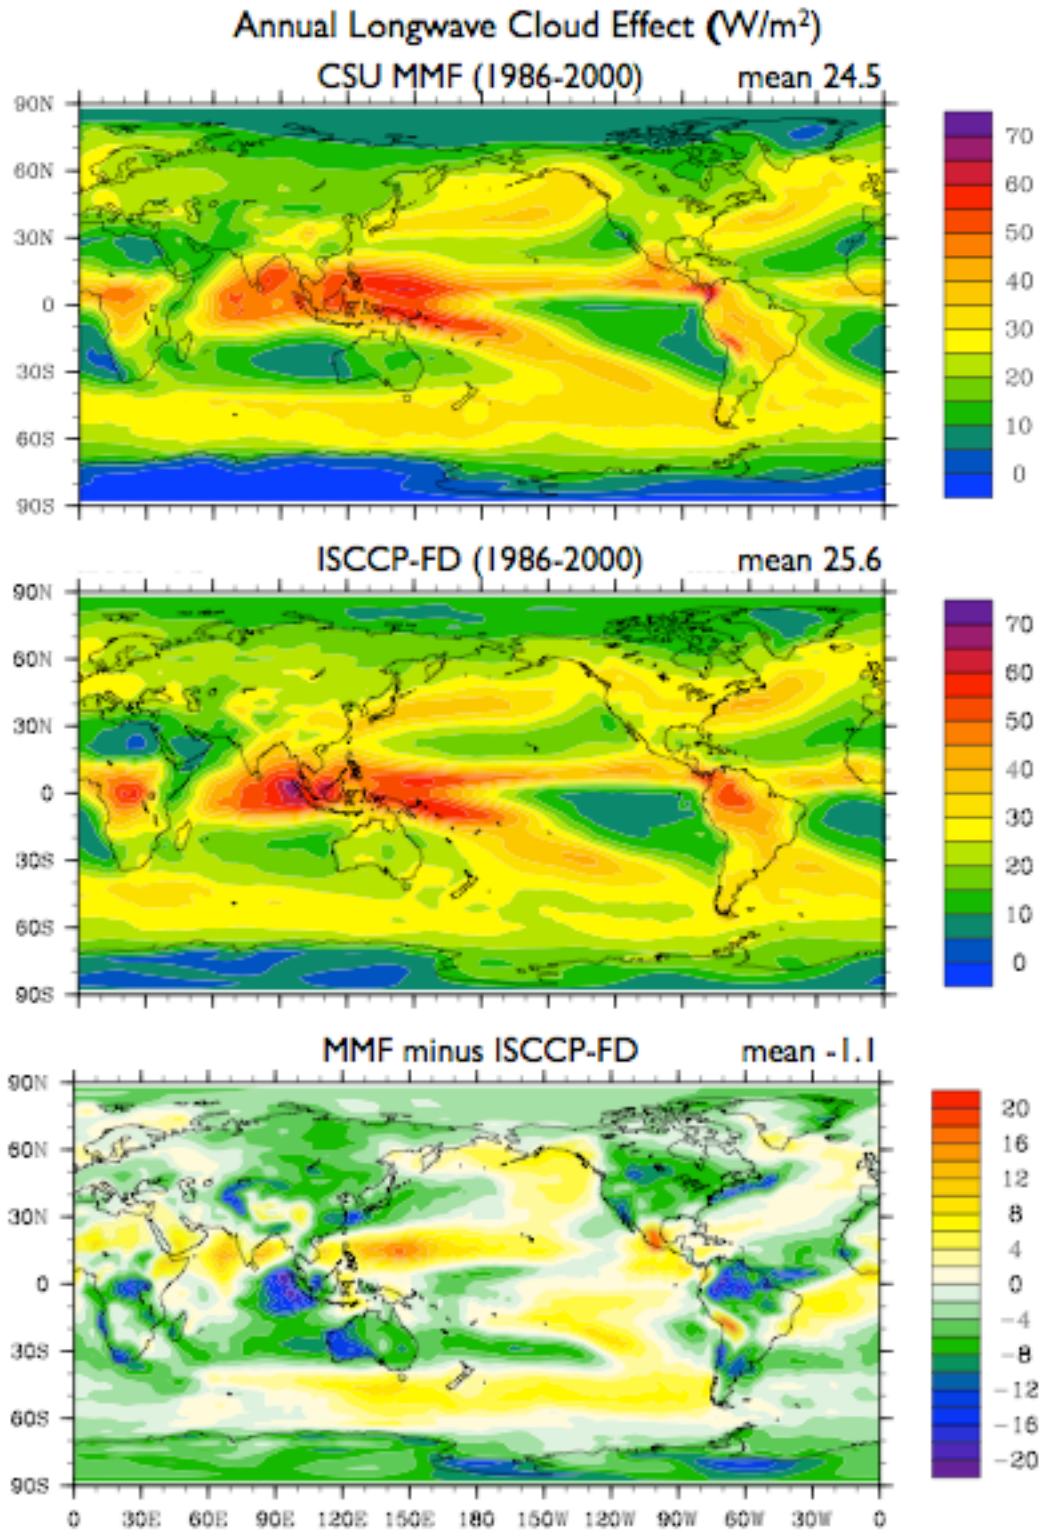 Annual Longwave Cloud Effect (W/m²)
CSU MMF (1986-2000) mean 24.5
90N
60N
30N
0
30S
60S
90S
70
60
50
40
30
20
10
0
ISCCP-FD (1986-2000) mean 25.6
90N
60N
30N
0
30S
60S
90S
70
60
50
40
30
20
10
0
MMF minus ISCCP-FD mean -1.1
90N
60N
30N
0
30S
60S
90S
20
16
12
8
4
0
-4
-8
-12
-16
-20
0 30E 60E 90E 120E 150E 180 150W 120W 90W 60W 30W 0